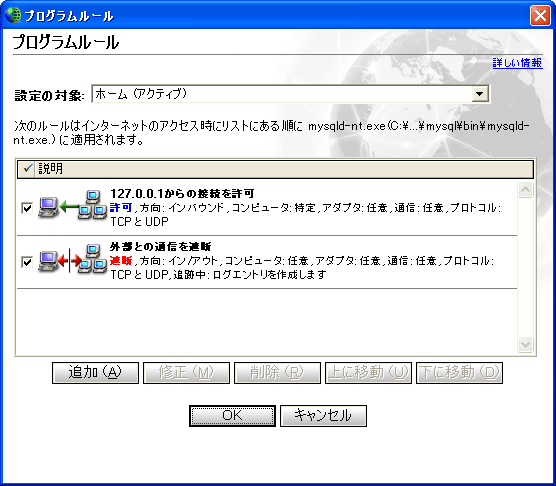 プログラムルール
プログラムルール
詳しい情報
設定の対象: ホーム (アクティブ)
次のルールはインターネットのアクセス時にリストにある順に mysqld-nt.exe(C:¥...¥mysql¥bin¥mysqld-
nt.exe.) に適用されます。
説明
127.0.0.1からの接続を許可
許可, 方向: インバウンド, コンピュータ: 特定, アダプタ: 任意, 通信: 任意, プロトコル:
TCP と UDP
外部との通信を遮断
遮断, 方向: イン/アウト, コンピュータ: 任意, アダプタ: 任意, 通信: 任意, プロトコル:
TCP と UDP, 追跡中: ログエントリを作成します
追加 (A) 修正 (M) 削除 (R) 上に移動 (U) 下に移動 (D)
OK キャンセル